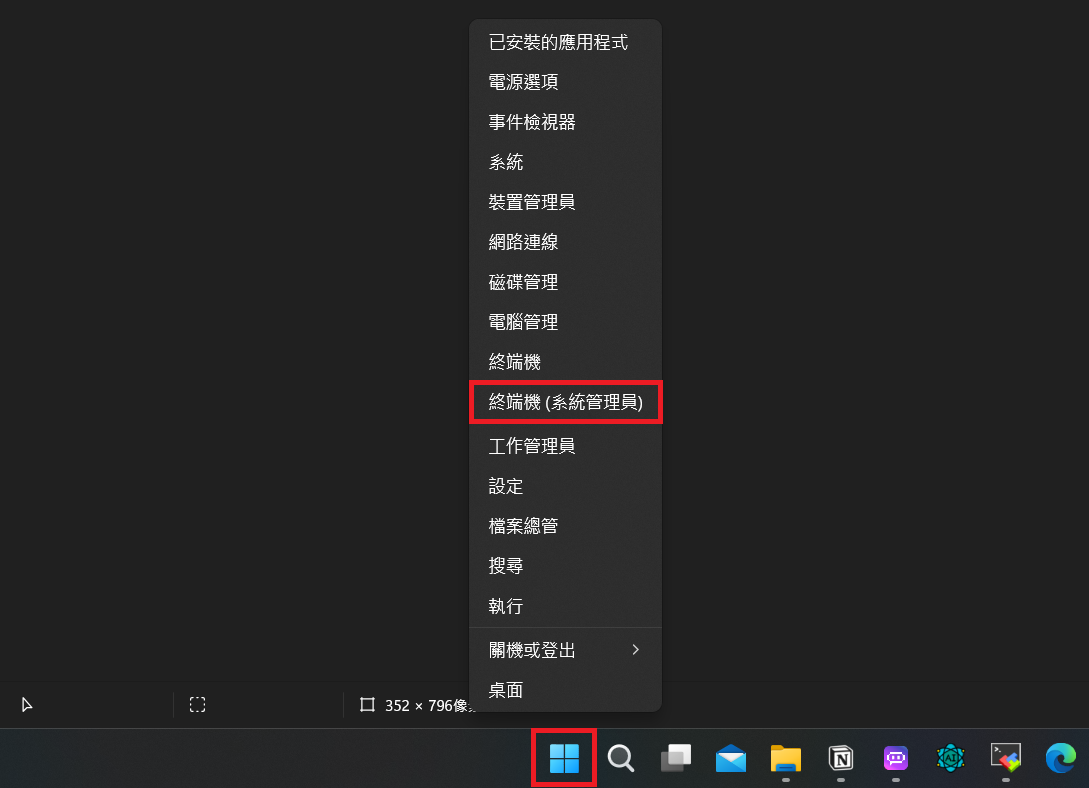 已安裝的應用程式
電源選項
事件檢視器
系統
裝置管理員
網路連線
磁碟管理
電腦管理
終端機
終端機 (系統管理員)
工作管理員
設定
檔案總管
搜尋
執行
關機或登出
桌面
352 × 796像